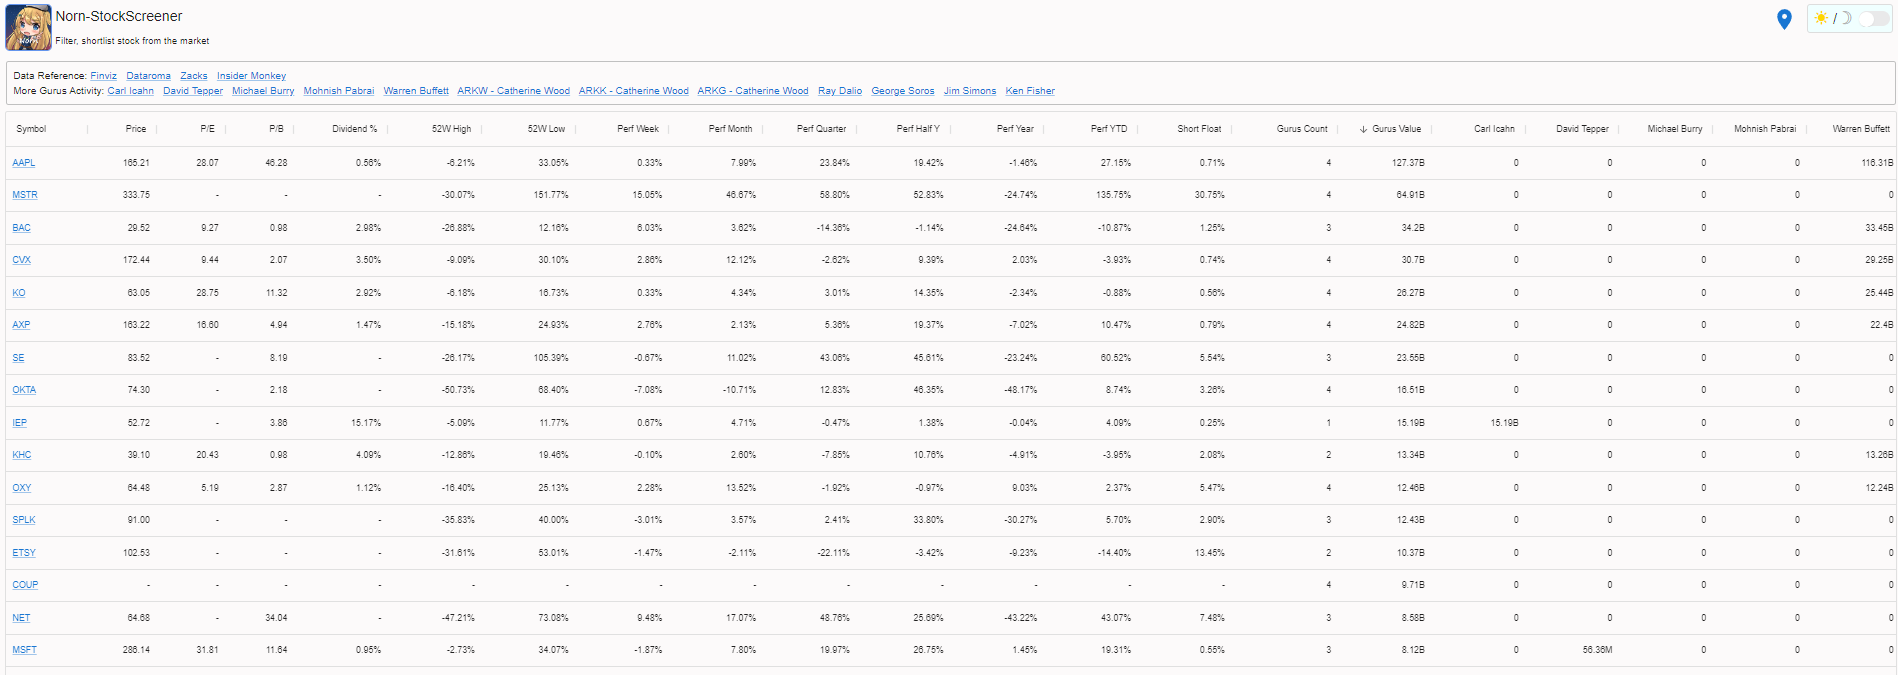 Norn-StockScreener
Filter, shortlist stock from the market
Norn
/
Data Reference: Finviz Dataroma Zacks Insider Monkey
More Gurus Activity: Carl Icahn David Tepper Michael Burry Mohnish Pabrai Warren Buffett ARKW - Catherine Wood ARKK - Catherine Wood ARKG - Catherine Wood Ray Dalio George Soros Jim Simons Ken Fisher
Symbol Price P/E P/B Dividend % 52W High 52W Low Perf Week Perf Month Perf Quarter Perf Half Y Perf Year Perf YTD Short Float Gurus Count ↓ Gurus Value Carl Icahn David Tepper Michael Burry Mohnish Pabrai Warren Buffett
AAPL 165.21 28.07 46.28 0.56% -6.21% 33.05% 0.33% 7.99% 23.84% 19.42% -1.46% 27.15% 0.71% 4 127.37B 0 0 0 0 116.31B
MSTR 333.75 - - - -30.07% 151.77% 15.05% 46.67% 58.80% 52.83% -24.74% 135.75% 30.75% 4 64.91B 0 0 0 0 0
BAC 29.52 9.27 0.98 2.98% -26.88% 12.16% 6.03% 3.62% -14.36% -1.14% -24.64% -10.87% 1.25% 3 34.2B 0 0 0 0 33.45B
CVX 172.44 9.44 2.07 3.50% -9.09% 30.10% 2.86% 12.12% -2.62% 9.39% 2.03% -3.93% 0.74% 4 30.7B 0 0 0 0 29.25B
KO 63.05 28.75 11.32 2.92% -6.18% 16.73% 0.33% 4.34% 3.01% 14.35% -2.34% -0.88% 0.56% 4 26.27B 0 0 0 0 25.44B
AXP 163.22 16.60 4.94 1.47% -15.18% 24.93% 2.76% 2.13% 5.36% 19.37% -7.02% 10.47% 0.79% 4 24.82B 0 0 0 0 22.4B
SE 83.52 - 8.19 - -26.17% 105.39% -0.67% 11.02% 43.06% 45.61% -23.24% 60.52% 5.54% 3 23.55B 0 0 0 0 0
OKTA 74.30 - 2.18 - -50.73% 68.40% -7.08% -10.71% 12.83% 46.35% -48.17% 8.74% 3.26% 4 16.51B 0 0 0 0 0
IEP 52.72 - 3.86 15.17% -5.09% 11.77% 0.67% 4.71% -0.47% 1.38% -0.04% 4.09% 0.25% 1 15.19B 15.19B 0 0 0 0
KHC 39.10 20.43 0.98 4.09% -12.86% 19.46% -0.10% 2.60% -7.85% 10.76% -4.91% -3.95% 2.08% 2 13.34B 0 0 0 0 13.26B
OXY 64.48 5.19 2.87 1.12% -16.40% 25.13% 2.28% 13.52% -1.92% -0.97% 9.03% 2.37% 5.47% 4 12.46B 0 0 0 0 12.24B
SPLK 91.00 - - - -35.83% 40.00% -3.01% 3.57% 2.41% 33.80% -30.27% 5.70% 2.90% 3 12.43B 0 0 0 0 0
ETSY 102.53 - - - -31.61% 53.01% -1.47% -2.11% -22.11% -3.42% -9.23% -14.40% 13.45% 2 10.37B 0 0 0 0 0
COUP - - - - - - - - - - - - - 4 9.71B 0 0 0 0 0
NET 64.68 - 34.04 - -47.21% 73.08% 9.48% 17.07% 48.76% 25.69% -43.22% 43.07% 7.48% 3 8.58B 0 0 0 0 0
MSFT 286.14 31.81 11.64 0.95% -2.73% 34.07% -1.87% 7.80% 19.97% 26.75% 1.45% 19.31% 0.55% 3 8.12B 0 56.36M 0 0 0